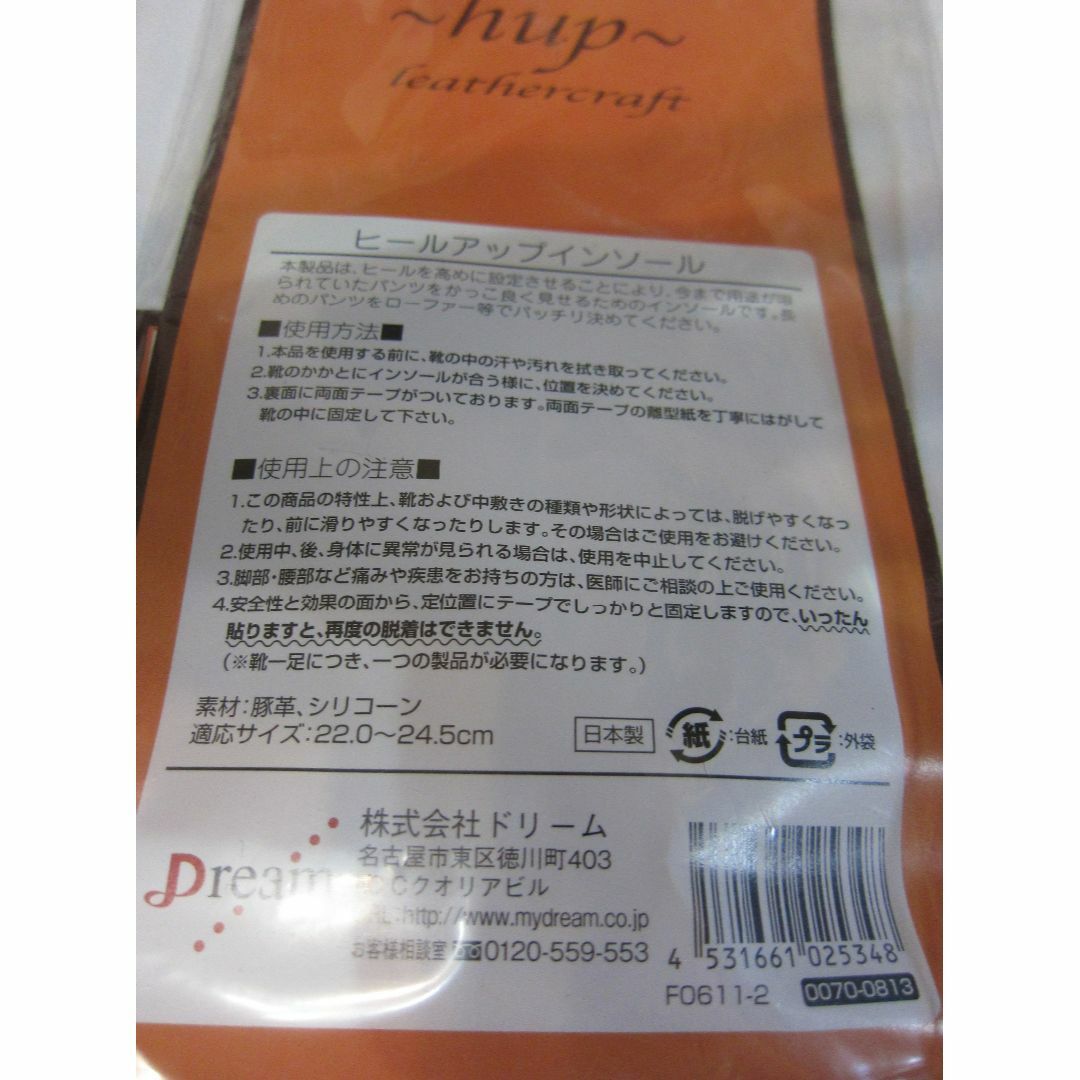 ~hup~
leathercraft
ヒールアップインソール
本製品は、ヒールを高めに設定させることにより、今まで用途が限
られていたパンツをかっこ良く見せるためのインソールです。長
めのパンツをローファー等でバッチリ決めてください。
■使用方法■
1.本品を使用する前に、靴の中の汗や汚れを拭き取ってください。
2.靴のかかとにインソールが合う様に、位置を決めてください。
3.裏面に両面テープがついております。両面テープの離型紙を丁寧にはがして
靴の中に固定して下さい。
■使用上の注意■
1.この商品の特性上、靴および中敷きの種類や形状によっては、脱げやすくなっ
たり、前に滑りやすくなったりします。その場合はご使用をお避けください。
2.使用中、後、身体に異常が見られる場合は、使用を中止してください。
3.脚部・腰部など痛みや疾患をお持ちの方は、医師にご相談の上ご使用ください。
4.安全性と効果の面から、定位置にテープでしっかりと固定しますので、いったん
貼りますと、再度の脱着はできません。
(※靴一足につき、一つの製品が必要になります。)
素材:豚革、シリコーン
適応サイズ:22.0〜24.5cm
日本製
紙:台紙
プラ:外袋
Dream
株式会社ドリーム
名古屋市東区徳川町403
クオリアビル
http://www.mydream.co.jp
お客様相談室 0120-559-553
4 531661 025348
F0611-2
0070-0813